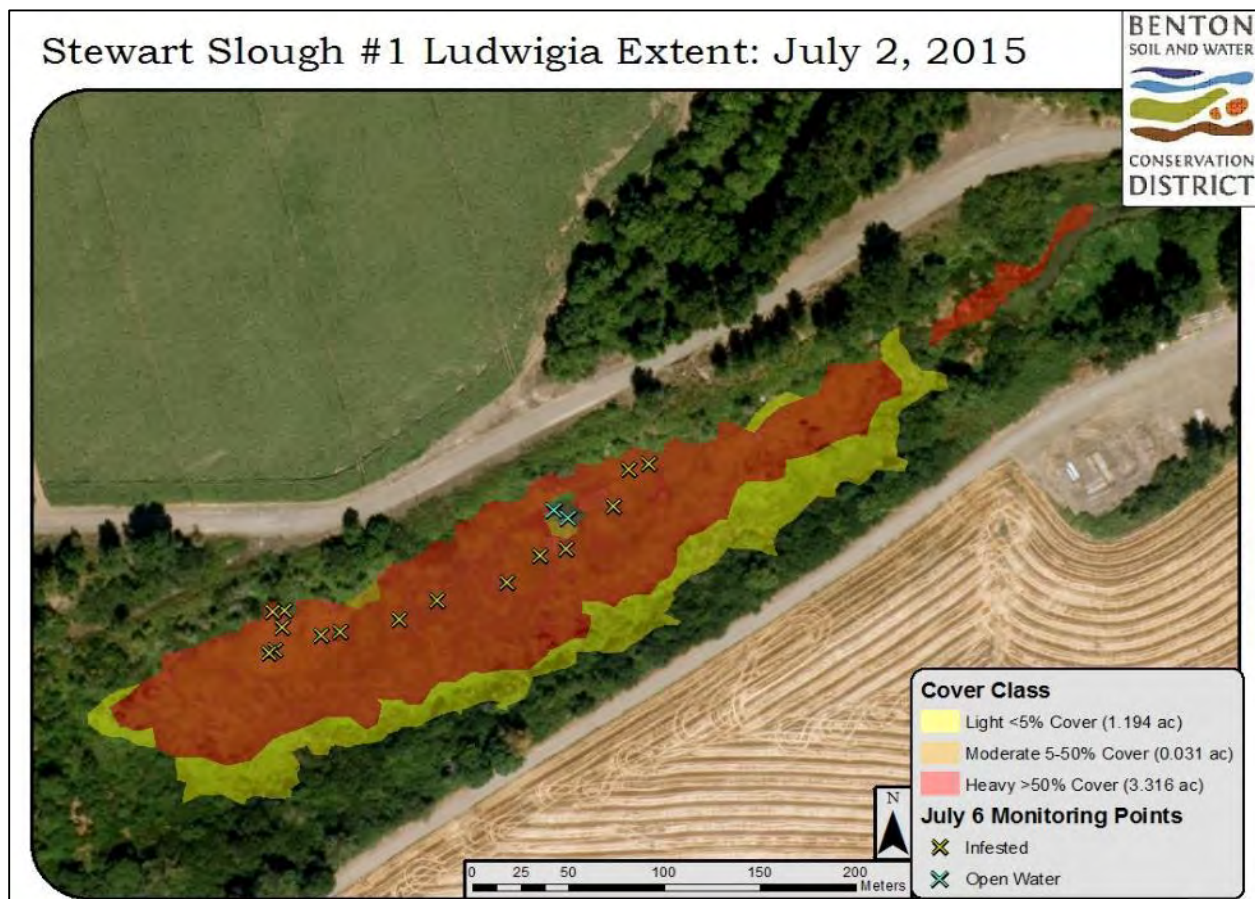 Stewart Slough #1 Ludwigia Extent: July 2, 2015
BENTON
SOIL AND WATER
CONSERVATION
DISTRICT
Cover Class
Light <5% Cover (1.194 ac)
Moderate 5-50% Cover (0.031 ac)
Heavy >50% Cover (3.316 ac)
July 6 Monitoring Points
Infested
Open Water
N
0 25 50 100 150 200
Meters